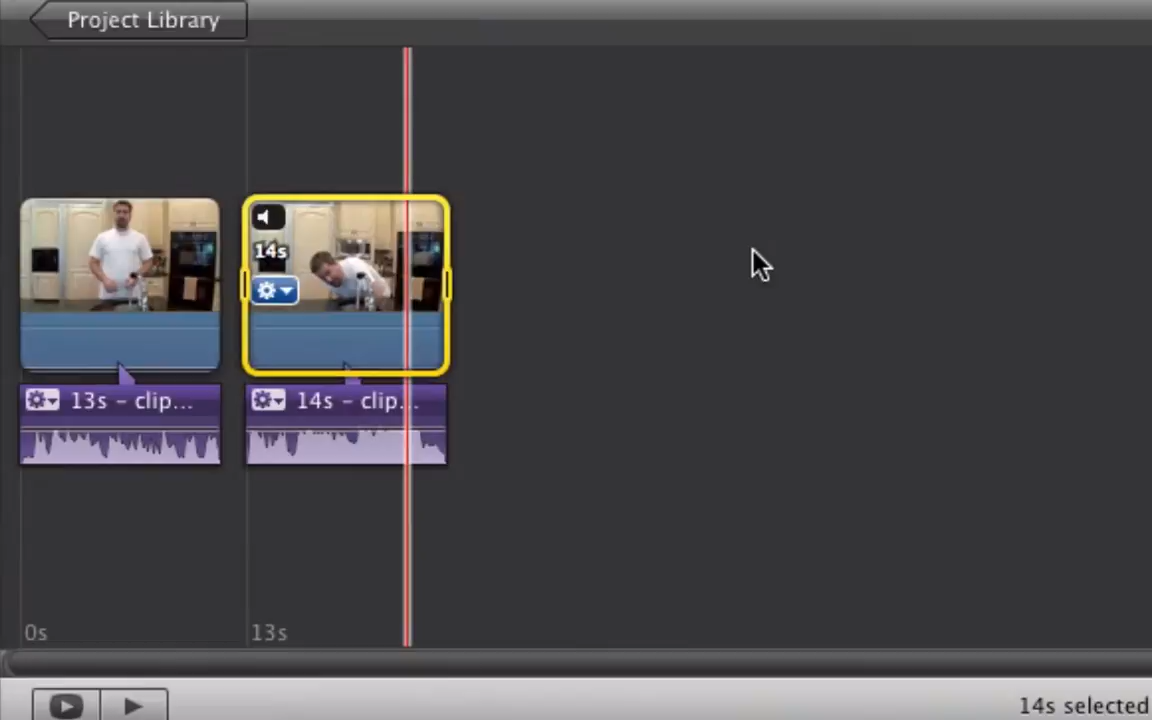 Project Library
14s
13s - clip...
14s - clip...
0s
13s
14s selected